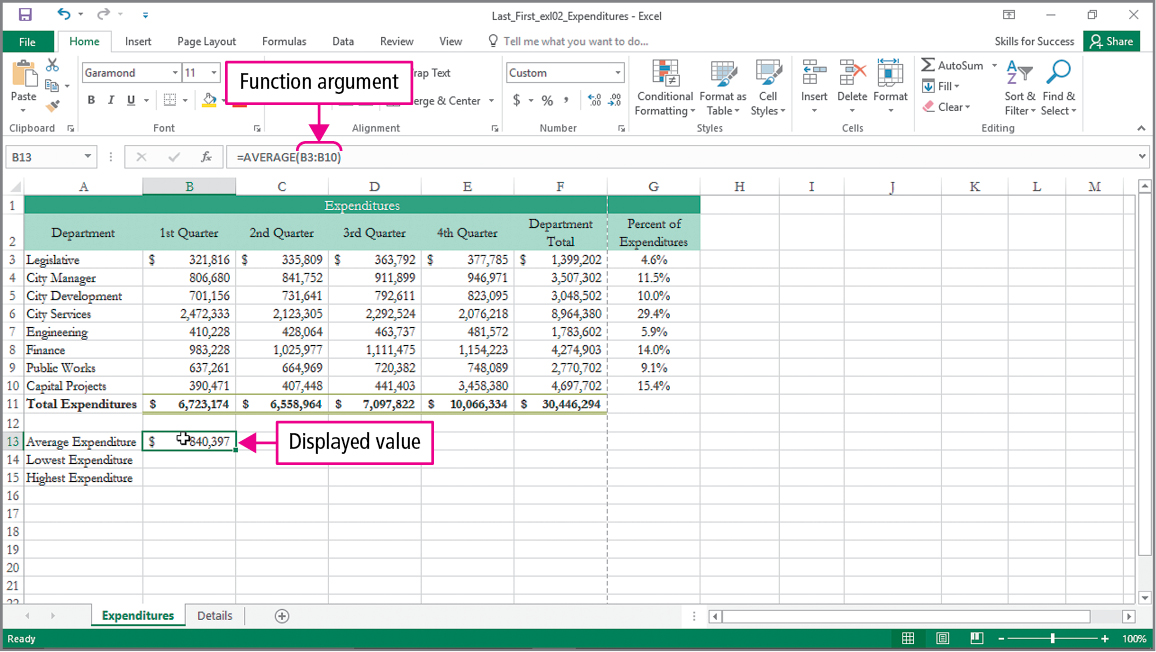 Last_First_exl02_Expenditures - Excel
File Home Insert Page Layout Formulas Data Review View Tell me what you want to do... Skills for Success Share
Garamond 11 Function argument rap Text Custom AutoSum
Paste B I U erge & Center $ % , Conditional Formatting Format as Table Cell Styles Insert Delete Format Fill Clear Sort & Filter Find & Select
Clipboard Font Alignment Number Styles Cells Editing
B13 fx =AVERAGE(B3:B10)
A B C D E F G H I J K L M
1 Expenditures
2 Department 1st Quarter 2nd Quarter 3rd Quarter 4th Quarter Department Total Percent of Expenditures
3 Legislative $ 321,816 $ 335,809 $ 363,792 $ 377,785 $ 1,399,202 4.6%
4 City Manager 806,680 841,752 911,899 946,971 3,507,302 11.5%
5 City Development 701,156 731,641 792,611 823,095 3,048,502 10.0%
6 City Services 2,472,333 2,123,305 2,292,524 2,076,218 8,964,380 29.4%
7 Engineering 410,228 428,064 463,737 481,572 1,783,602 5.9%
8 Finance 983,228 1,025,977 1,111,475 1,154,223 4,274,903 14.0%
9 Public Works 637,261 664,969 720,382 748,089 2,770,702 9.1%
10 Capital Projects 390,471 407,448 441,403 3,458,380 4,697,702 15.4%
11 Total Expenditures $ 6,723,174 $ 6,558,964 $ 7,097,822 $ 10,066,334 $ 30,446,294
12
13 Average Expenditure $ 840,397 Displayed value
14 Lowest Expenditure
15 Highest Expenditure
16
17
18
19
20
21
Expenditures Details
Ready 100%